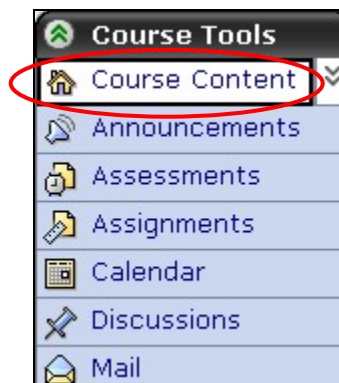 Course Tools
Course Content
Announcements
Assessments
Assignments
Calendar
Discussions
Mail